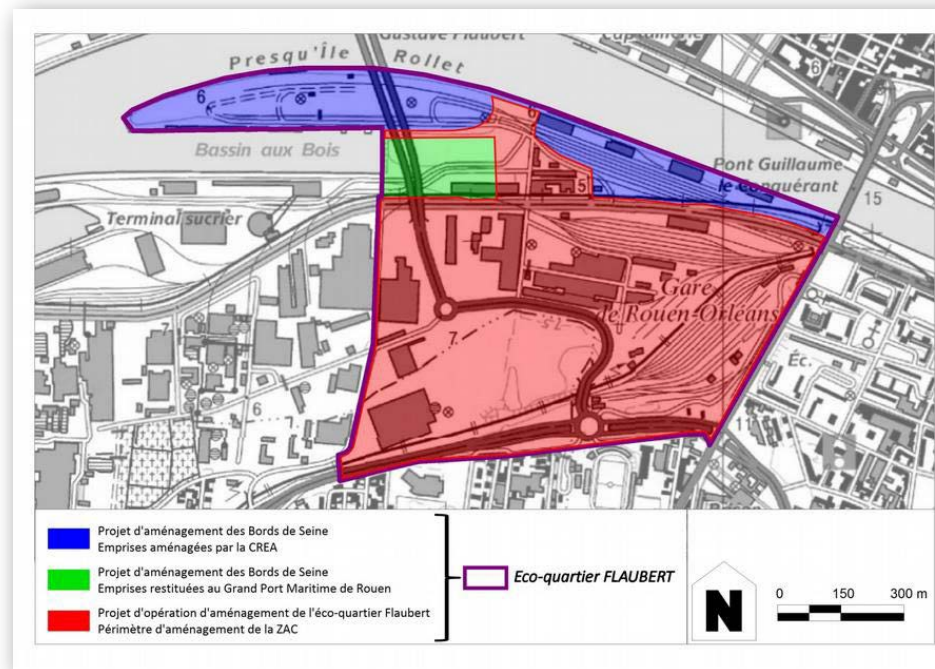 Gustave Flaubert
Presqu'Île Rollet
6
6
Bassin aux Bois
Pont Guillaume
le Conquérant
15
5
Terminal sucrier
Gare
de Rouen-Orléans
7
7
6
Éc.
Projet d'aménagement des Bords de Seine
Emprises aménagées par la CREA
Projet d'aménagement des Bords de Seine
Emprises restituées au Grand Port Maritime de Rouen
Projet d'opération d'aménagement de l'éco-quartier Flaubert
Périmètre d'aménagement de la ZAC
Eco-quartier FLAUBERT
N
0 150 300 m